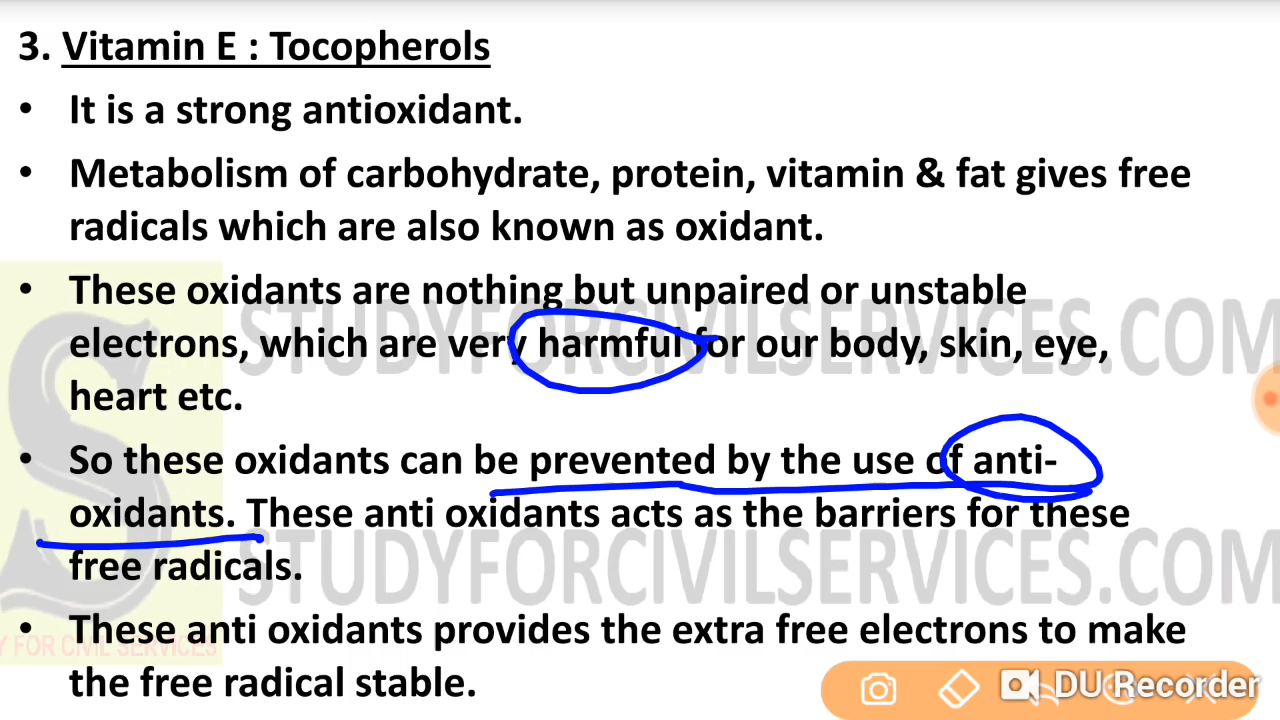 3. Vitamin E : Tocopherols
• It is a strong antioxidant.
• Metabolism of carbohydrate, protein, vitamin & fat gives free
radicals which are also known as oxidant.
• These oxidants are nothing but unpaired or unstable
STUDYFORCIVILSERVICES.COM
electrons, which are very harmful for our body, skin, eye,
heart etc.
• So these oxidants can be prevented by the use of anti-
oxidants. These anti oxidants acts as the barriers for these
STUDYFORCIVILSERVICES.COM
free radicals.
• These anti oxidants provides the extra free electrons to make
Y FOR CIVIL SERVICES
the free radical stable.
DU Recorder